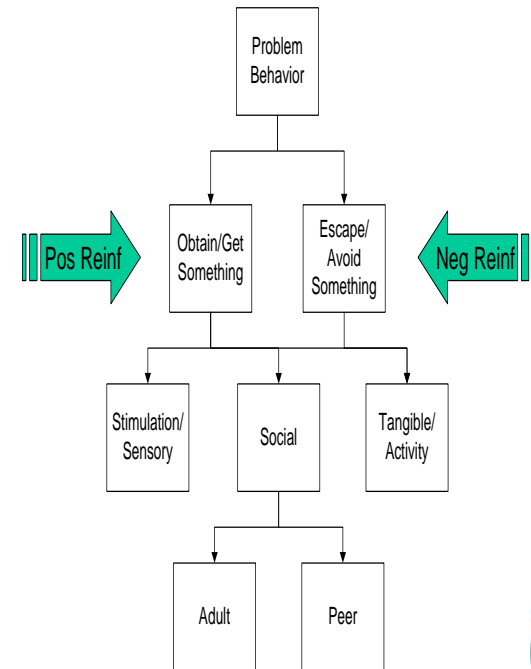 Problem
Behavior
Pos Reinf
Obtain/Get
Something
Escape/
Avoid
Something
Neg Reinf
Stimulation/
Sensory
Social
Tangible/
Activity
Adult
Peer